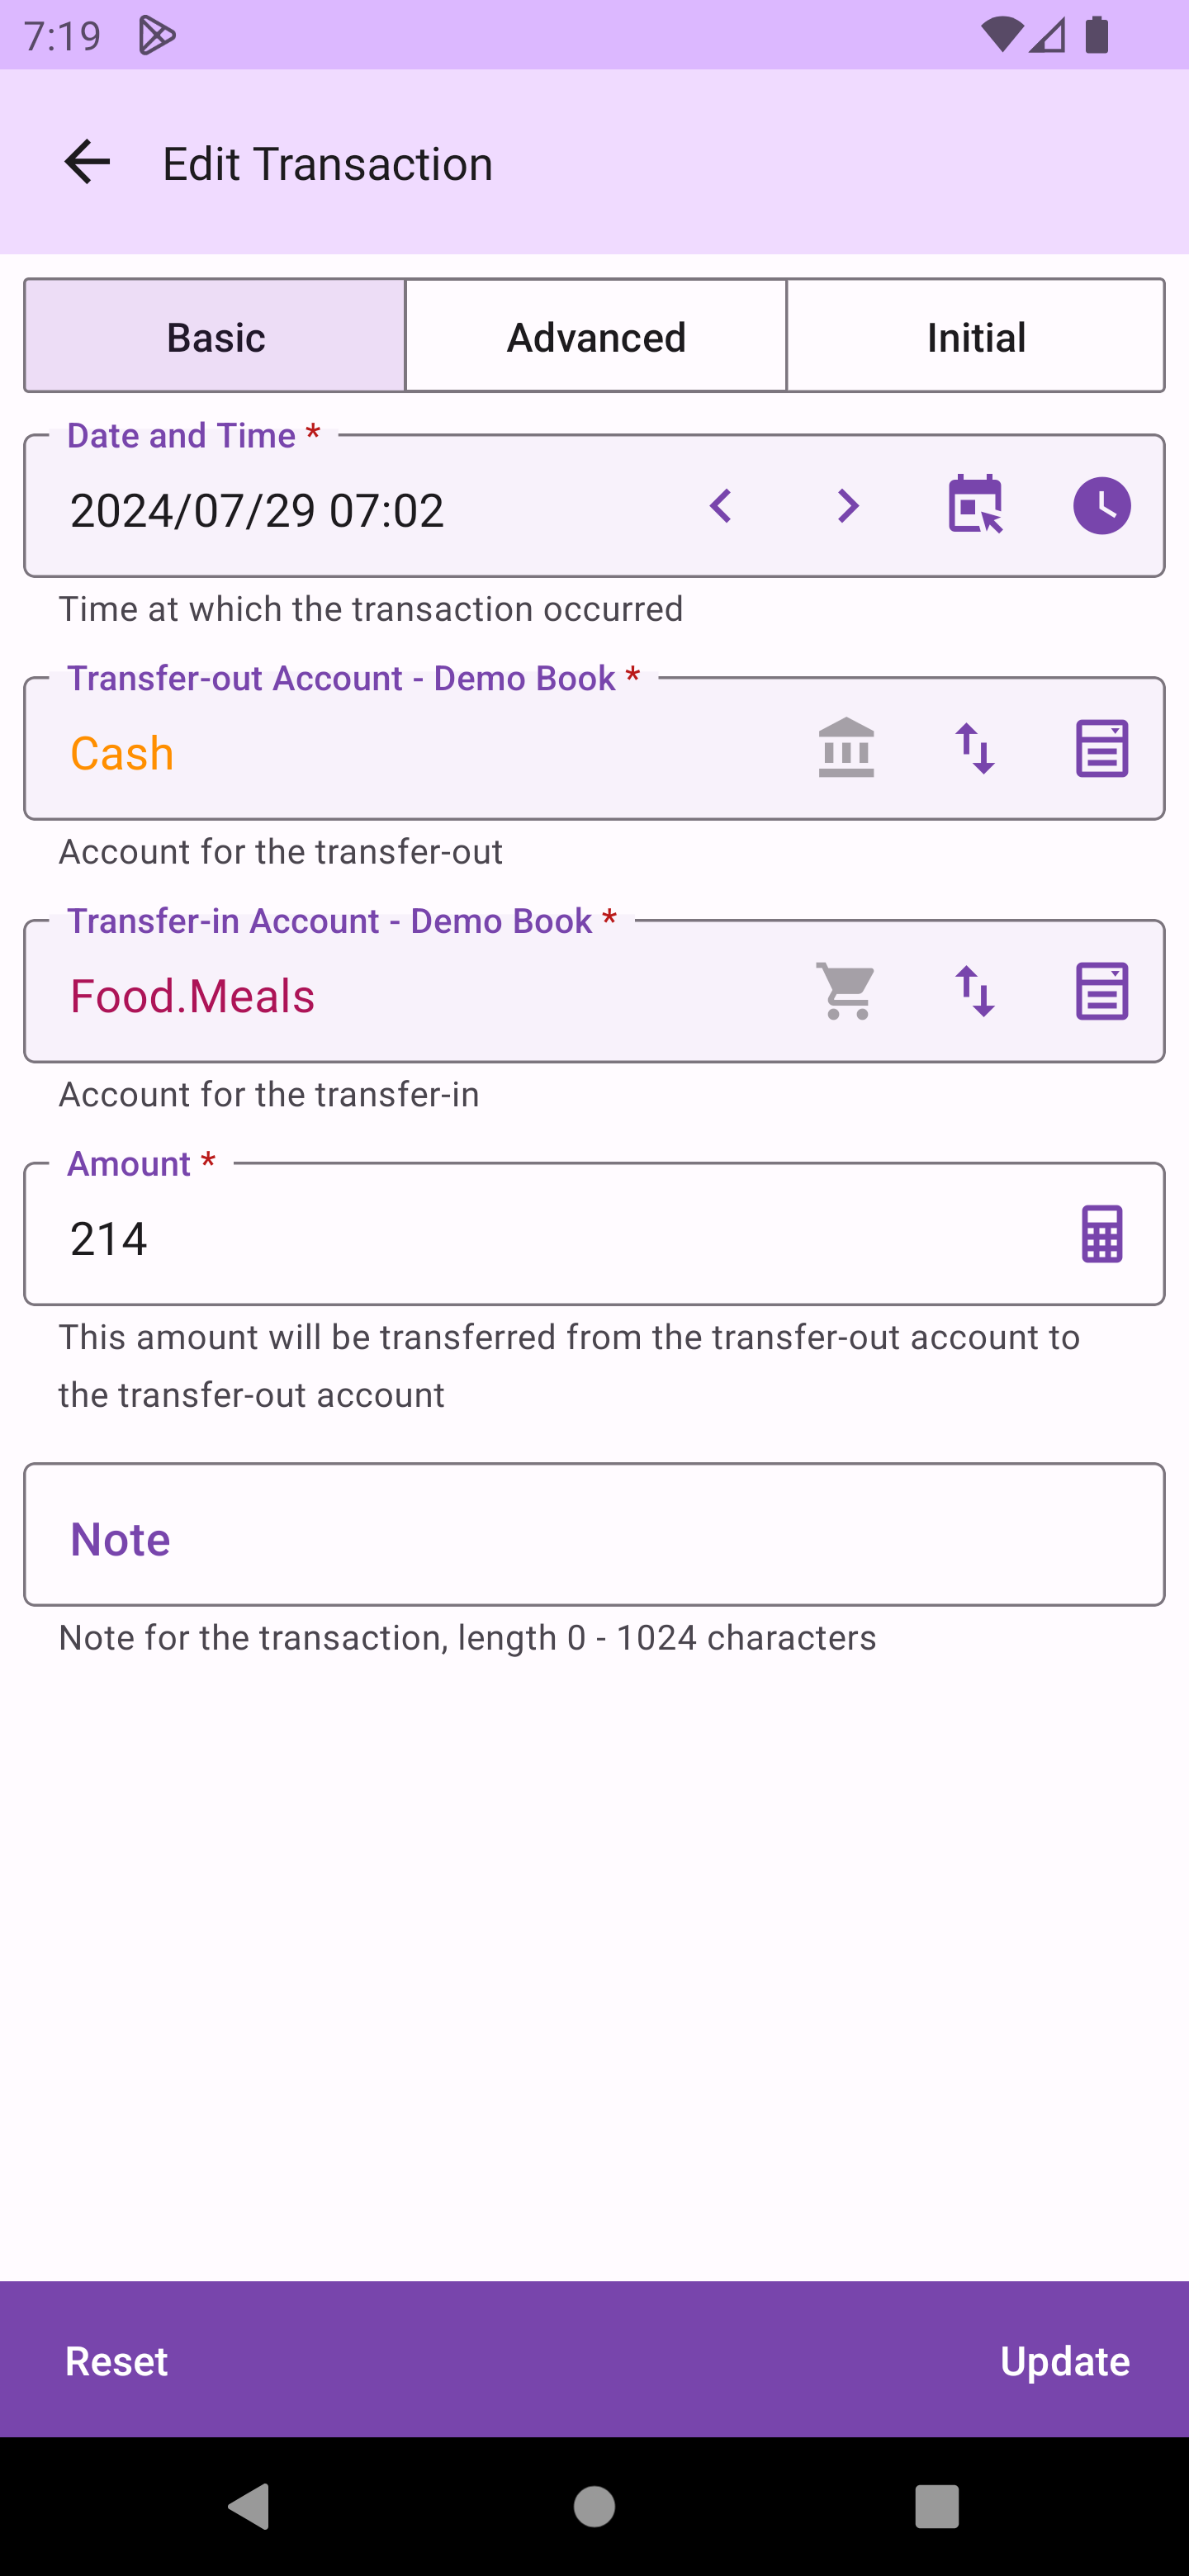 7:19
Edit Transaction
Basic
Advanced
Initial
Date and Time *
2024/07/29 07:02
Time at which the transaction occurred
Transfer-out Account - Demo Book *
Cash
Account for the transfer-out
Transfer-in Account - Demo Book *
Food.Meals
Account for the transfer-in
Amount *
214
This amount will be transferred from the transfer-out account to
the transfer-out account
Note
Note for the transaction, length 0 - 1024 characters
Reset
Update